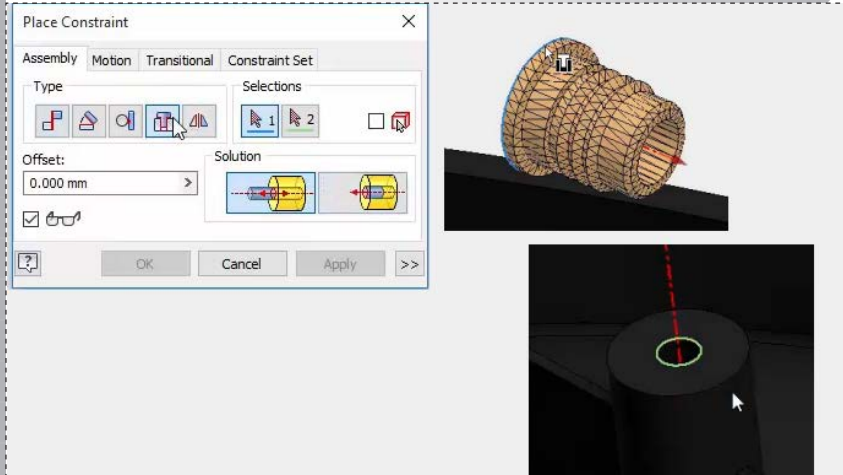 Place Constraint
Assembly Motion Transitional Constraint Set
Type
Selections
1 2
Offset:
Solution
0.000 mm >
? OK Cancel Apply >>